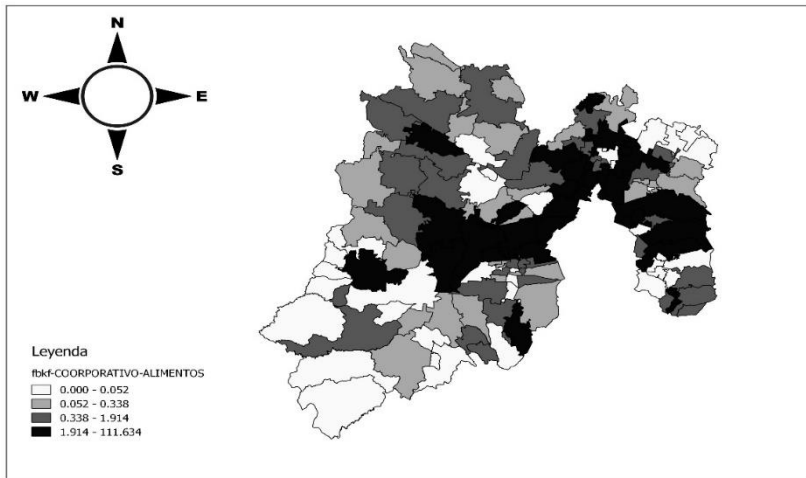 N
W E
S
Leyenda
fbkf-COORPORATIVO-ALIMENTOS
0.000 - 0.052
0.052 - 0.338
0.338 - 1.914
1.914 - 111.634